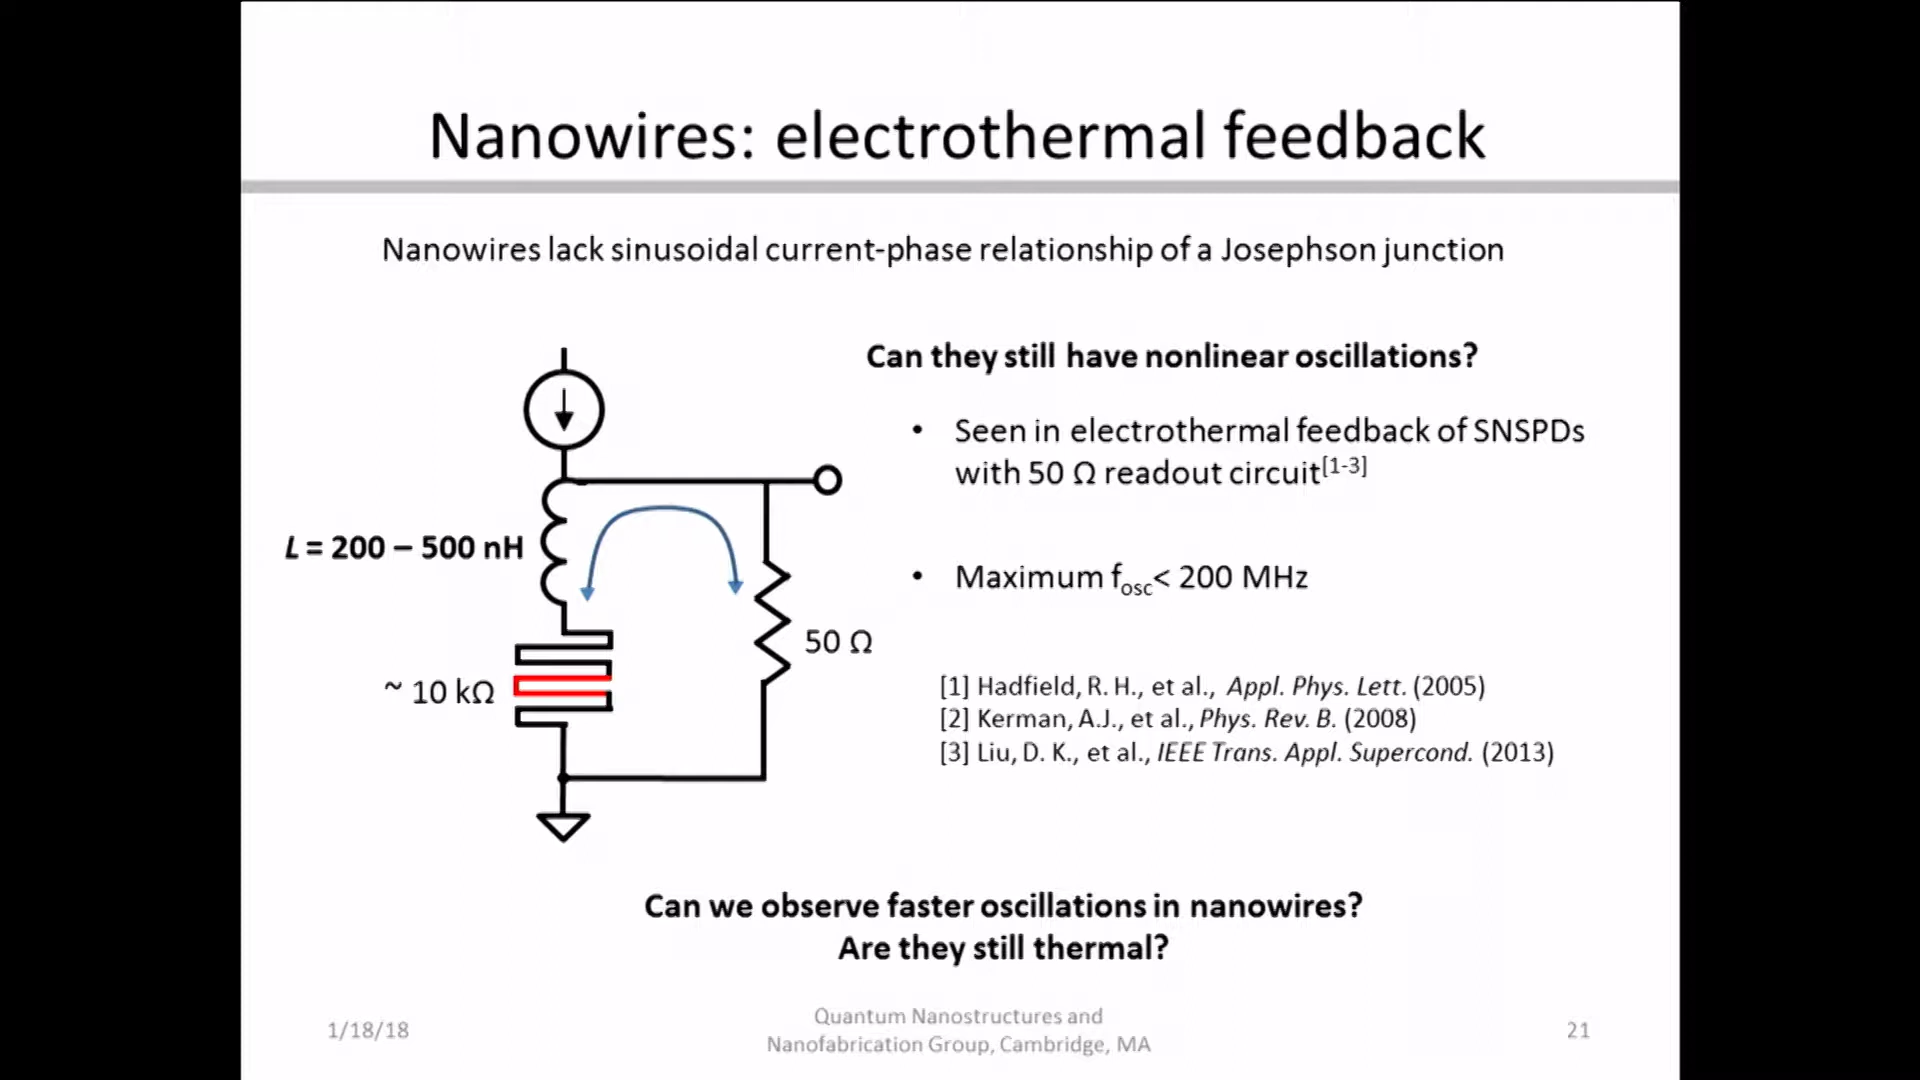 Nanowires: electrothermal feedback
Nanowires lack sinusoidal current-phase relationship of a Josephson junction
Can they still have nonlinear oscillations?
• Seen in electrothermal feedback of SNSPDs
with 50 Ω readout circuit[1-3]
L = 200 – 500 nH
• Maximum fosc< 200 MHz
50 Ω
~ 10 kΩ
[1] Hadfield, R. H., et al., Appl. Phys. Lett. (2005)
[2] Kerman, A.J., et al., Phys. Rev. B. (2008)
[3] Liu, D. K., et al., IEEE Trans. Appl. Supercond. (2013)
Can we observe faster oscillations in nanowires?
Are they still thermal?
1/18/18
Quantum Nanostructures and
Nanofabrication Group, Cambridge, MA
21